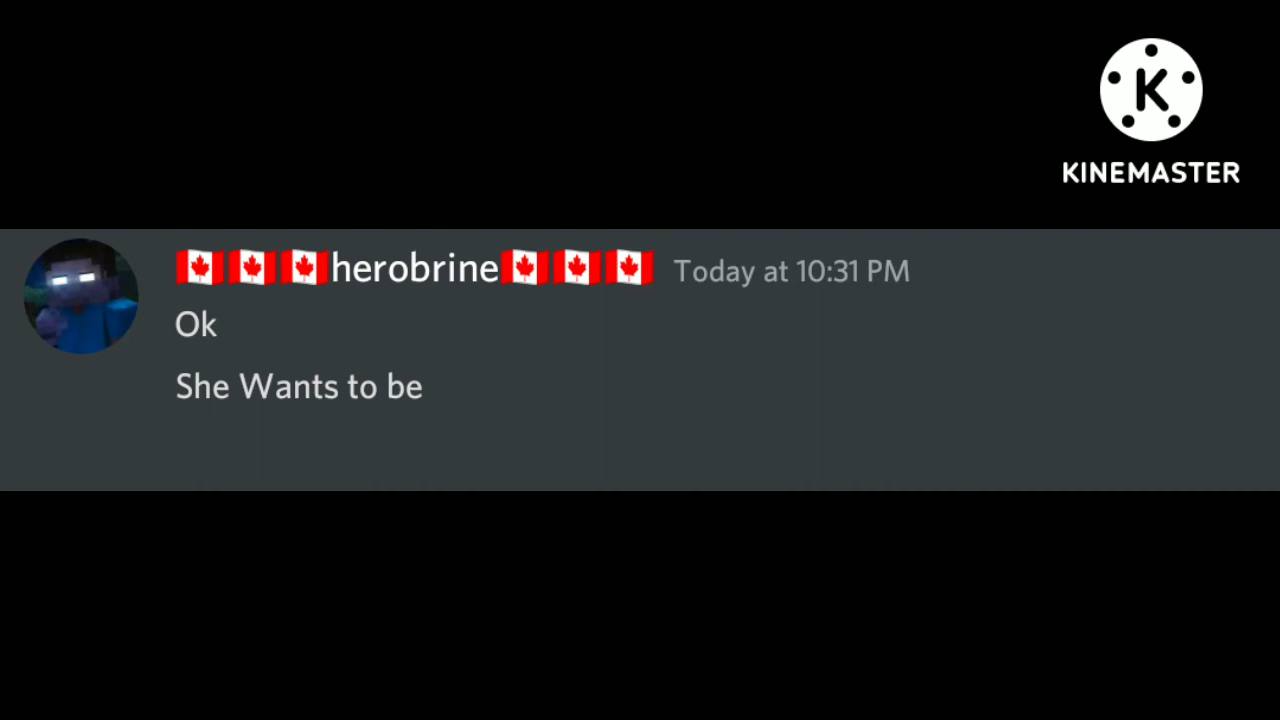 K
KINEMASTER
🇨🇦🇨🇦🇨🇦herobrine🇨🇦🇨🇦🇨🇦 Today at 10:31 PM
Ok
She Wants to be